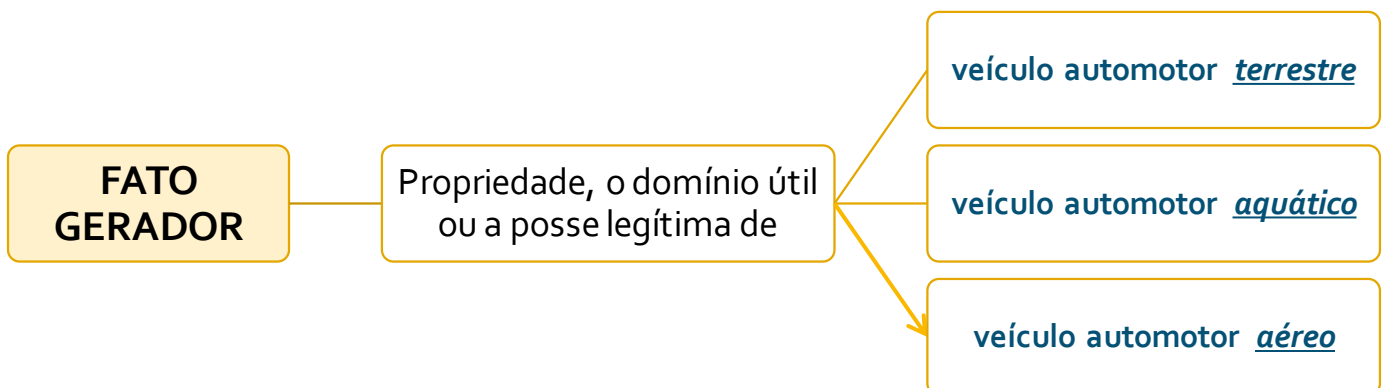 FATO
GERADOR
Propriedade, o domínio útil
ou a posse legítima de
veículo automotor terrestre
veículo automotor aquático
veículo automotor aéreo